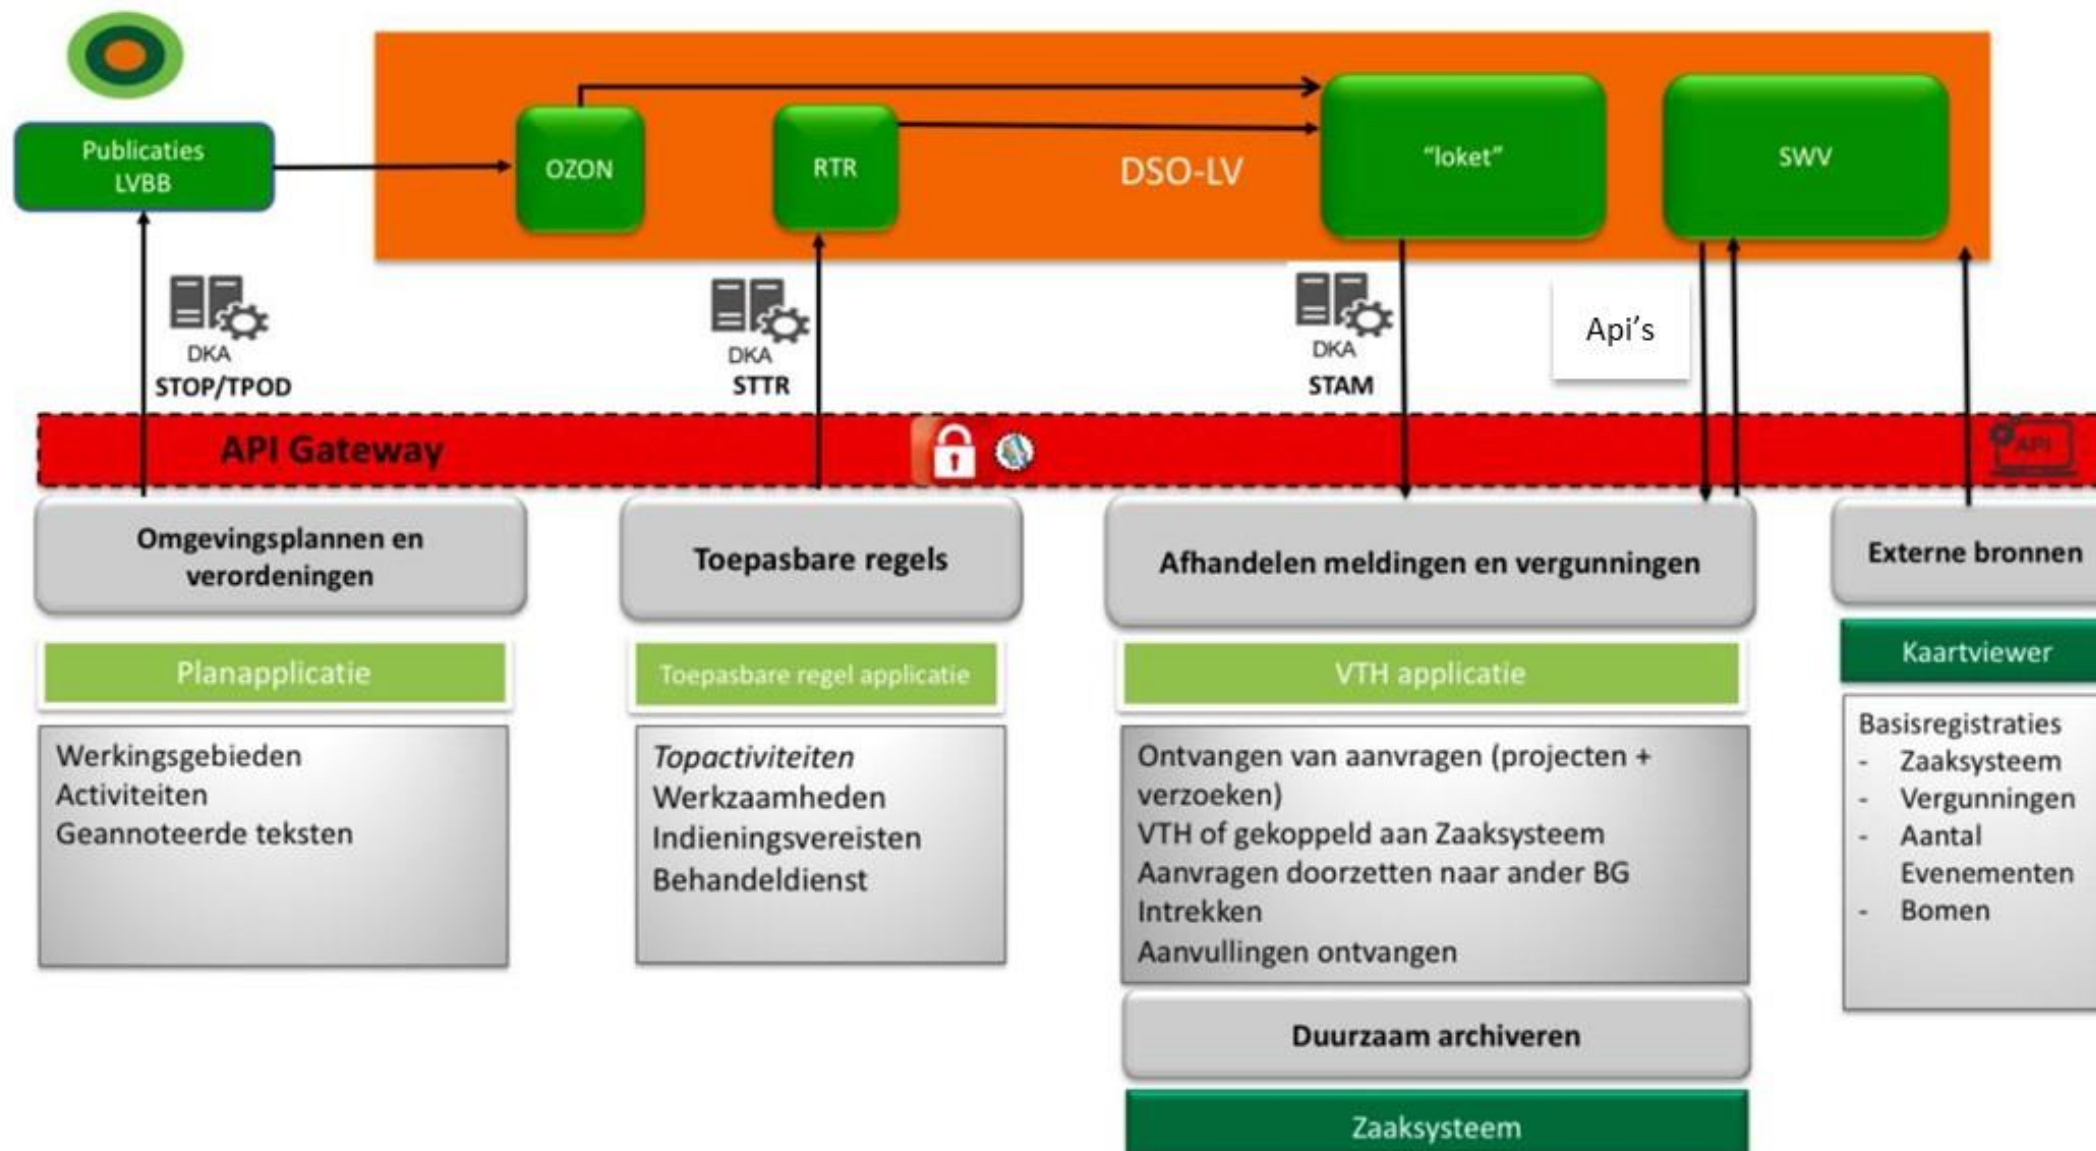 Publicaties
LVBB
OZON
RTR
DSO-LV
“loket”
SWV
DKA
STOP/TPOD
DKA
STTR
DKA
STAM
Api’s
API Gateway
API
Omgevingsplannen en
verordeningen
Toepasbare regels
Afhandelen meldingen en vergunningen
Externe bronnen
Planapplicatie
Toepasbare regel applicatie
VTH applicatie
Kaartviewer
Werkingsgebieden
Activiteiten
Geannoteerde teksten
Topactiviteiten
Werkzaamheden
Indieningsvereisten
Behandeldienst
Ontvangen van aanvragen (projecten +
verzoeken)
VTH of gekoppeld aan Zaaksysteem
Aanvragen doorzetten naar ander BG
Intrekken
Aanvullingen ontvangen
Basisregistraties
- Zaaksysteem
- Vergunningen
- Aantal
Evenementen
- Bomen
Duurzaam archiveren
Zaaksysteem